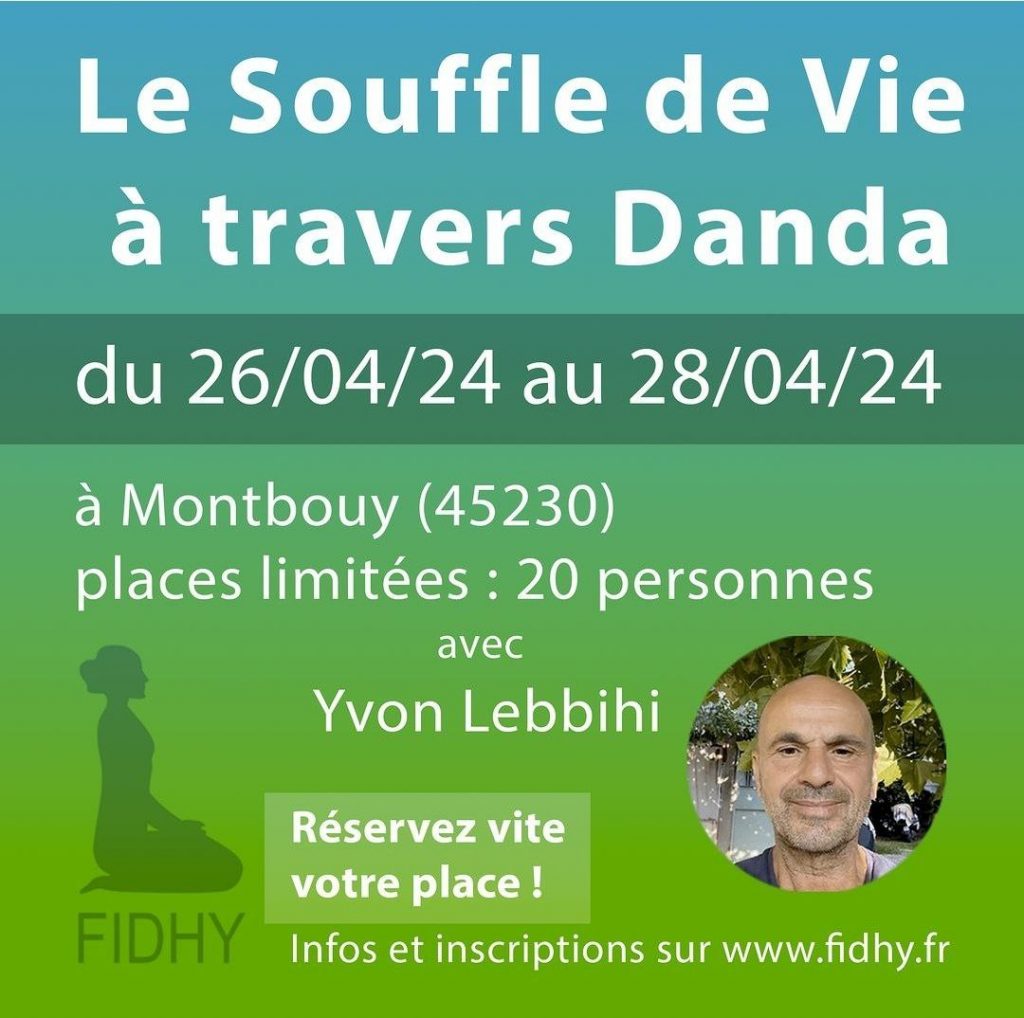 Le Souffle de Vie
à travers Danda
du 26/04/24 au 28/04/24
à Montbouy (45230)
places limitées : 20 personnes
avec
Yvon Lebbihi
Réservez vite
votre place !
FIDHY
Infos et inscriptions sur www.fidhy.fr